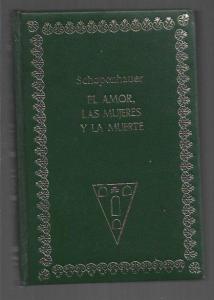 Schopenhauer
EL AMOR,
LAS MUJERES
Y LA MUERTE